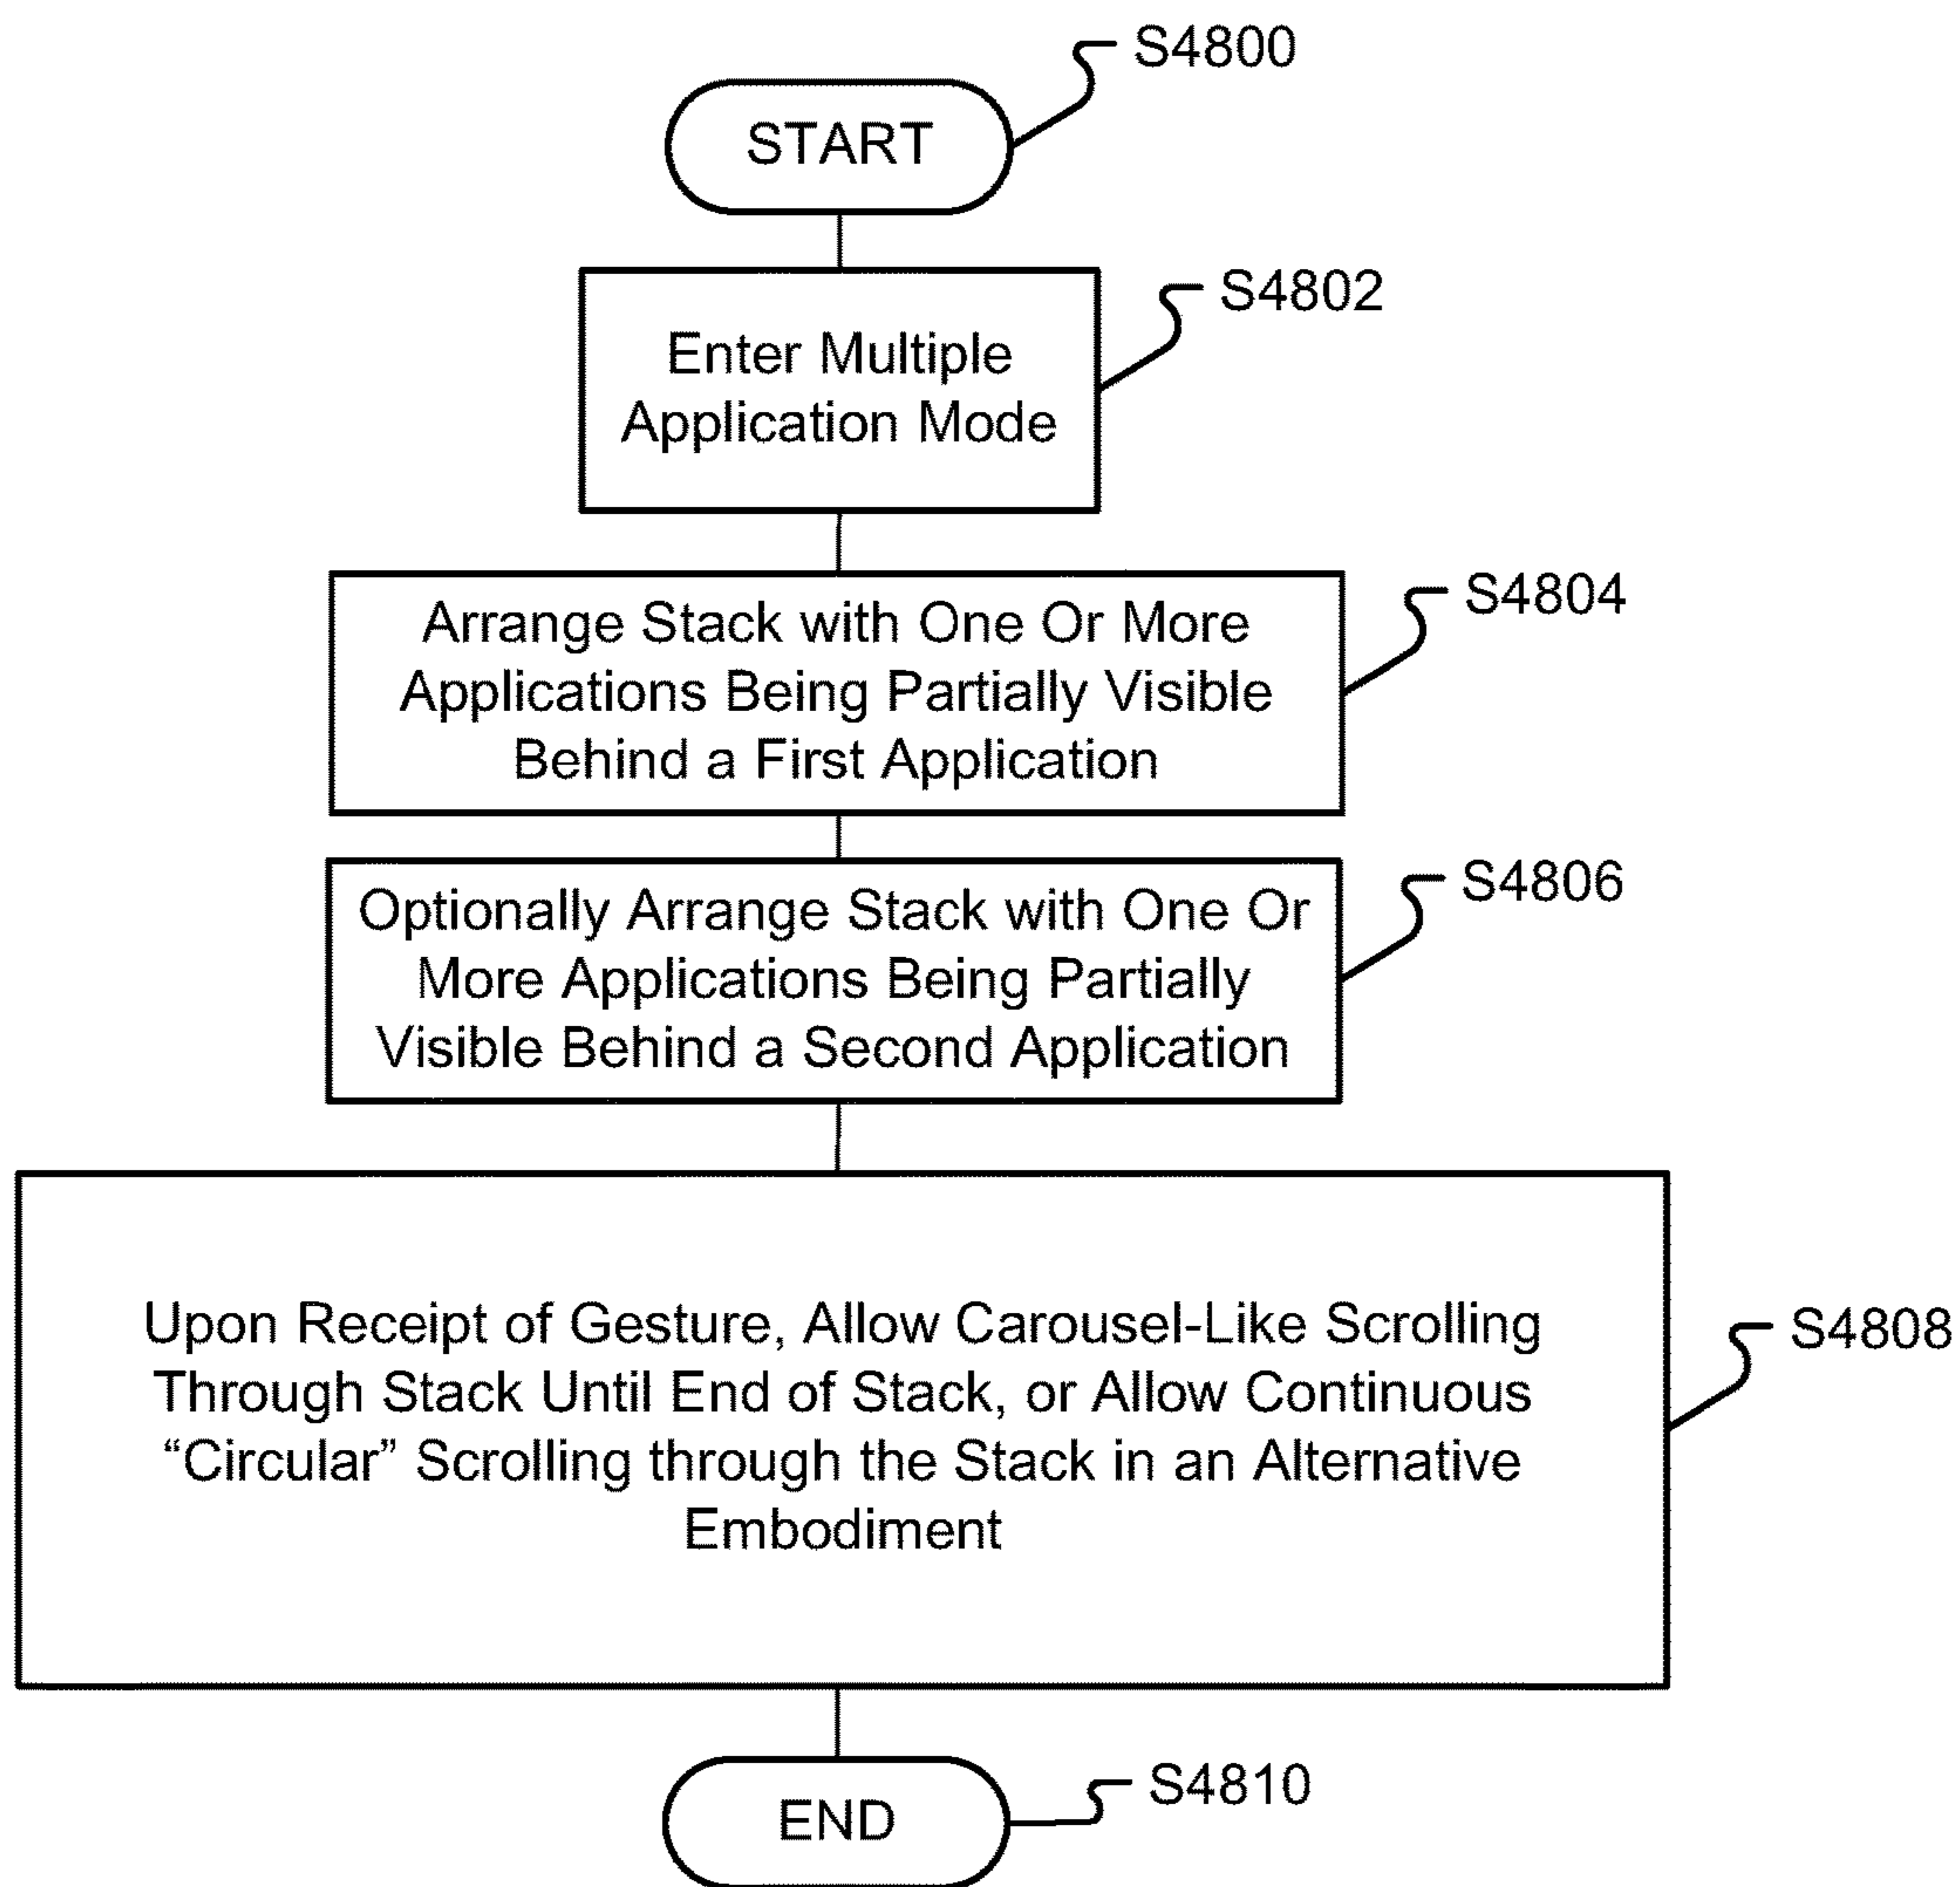 S4800
START
S4802
Enter Multiple
Application Mode
S4804
Arrange Stack with One Or More
Applications Being Partially Visible
Behind a First Application
S4806
Optionally Arrange Stack with One Or
More Applications Being Partially
Visible Behind a Second Application
S4808
Upon Receipt of Gesture, Allow Carousel-Like Scrolling
Through Stack Until End of Stack, or Allow Continuous
“Circular” Scrolling through the Stack in an Alternative
Embodiment
S4810
END